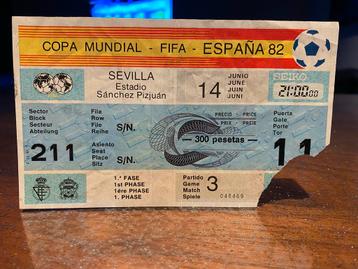 COPA MUNDIAL - FIFA - ESPAÑA 82
SEVILLA
Estadio
Sánchez Pizjuán
14
JUNIO
JUNE
JUIN
JUNI
SEIKO
21:00:00
Sector
Block
Secteur
Abteilung
211
Fila
Row
File
Reihe
S/N.
Asiento
Seat
Place
Sitz
S/N.
PRECIO - PRICE
PRIX - PREIS
300 pesetas
Puerta
Gate
Porte
Tor
11
1.ª FASE
1st PHASE
1ère PHASE
1. PHASE
Partido
Game
Match
Spiele
3